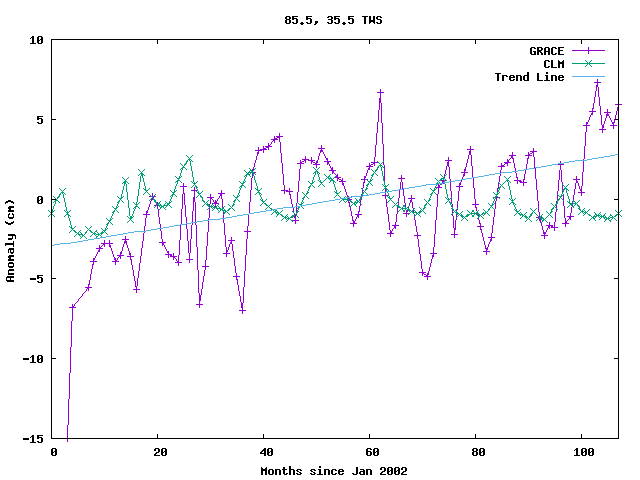 85.5, 35.5 TWS
GRACE
CLM
Trend Line
10
5
0
-5
-10
-15
Anomaly (cm)
0 20 40 60 80 100
Months since Jan 2002